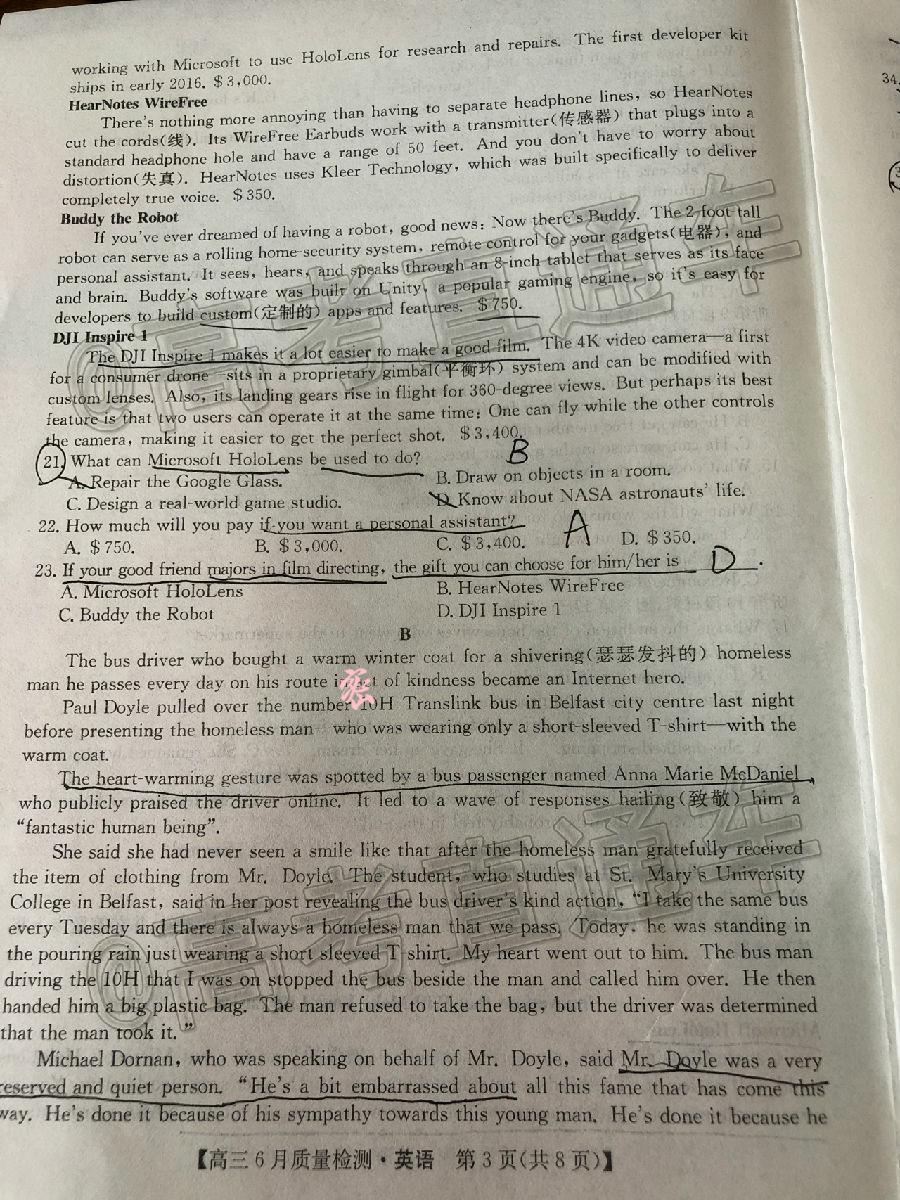 working with Microsoft to use HoloLens for research and repairs. The first developer kit
ships in early 2016. $3,000.
HearNotes WireFree
There's nothing more annoying than having to separate headphone lines, so HearNotes
cut the cords(线). Its WireFree Earbuds work with a transmitter(传感器) that plugs into a
standard headphone hole and have a range of 50 feet. And you don't have to worry about
distortion(失真). HearNotes uses Kleer Technology, which was built specifically to deliver
completely true voice. $350.
Buddy the Robot
If you've ever dreamed of having a robot, good news: Now there's Buddy. The 2-foot tall
robot can serve as a rolling home-security system, remote control for your gadgets(电器), and
personal assistant. It sees, hears, and speaks through an 8-inch tablet that serves as its face
and brain. Buddy's software was built on Unity, a popular gaming engine, so it's easy for
developers to build custom(定制的) apps and features. $750.
DJI Inspire 1
The DJI Inspire 1 makes it a lot easier to make a good film. The 4K video camera—a first
for a consumer drone—sits in a proprietary gimbal(平衡环) system and can be modified with
custom lenses. Also, its landing gears rise in flight for 360-degree views. But perhaps its best
feature is that two users can operate it at the same time: One can fly while the other controls
the camera, making it easier to get the perfect shot. $3,400.
21. What can Microsoft HoloLens be used to do? B
A. Repair the Google Glass. B. Draw on objects in a room.
C. Design a real-world game studio. D. Know about NASA astronauts' life.
22. How much will you pay if you want a personal assistant? A
A. $750. B. $3,000. C. $3,400. D. $350.
23. If your good friend majors in film directing, the gift you can choose for him/her is D.
A. Microsoft HoloLens B. HearNotes WireFree
C. Buddy the Robot D. DJI Inspire 1
B
The bus driver who bought a warm winter coat for a shivering(瑟瑟发抖的) homeless
man he passes every day on his route in act of kindness became an Internet hero.
Paul Doyle pulled over the number 10H Translink bus in Belfast city centre last night
before presenting the homeless man—who was wearing only a short-sleeved T-shirt—with the
warm coat.
The heart-warming gesture was spotted by a bus passenger named Anna Marie McDaniel,
who publicly praised the driver online. It led to a wave of responses hailing(致敬) him a
"fantastic human being".
She said she had never seen a smile like that after the homeless man gratefully received
the item of clothing from Mr. Doyle. The student, who studies at St. Mary's University
College in Belfast, said in her post revealing the bus driver's kind action, "I take the same bus
every Tuesday and there is always a homeless man that we pass. Today, he was standing in
the pouring rain just wearing a short sleeved T shirt. My heart went out to him. The bus man
driving the 10H that I was on stopped the bus beside the man and called him over. He then
handed him a big plastic bag. The man refused to take the bag, but the driver was determined
that the man took it."
Michael Dornan, who was speaking on behalf of Mr. Doyle, said Mr. Doyle was a very
reserved and quiet person. "He's a bit embarrassed about all this fame that has come this
way. He's done it because of his sympathy towards this young man. He's done it because he
【高三6月质量检测·英语 第3页(共8页)】
@高考直通车
@高考直通车
34.